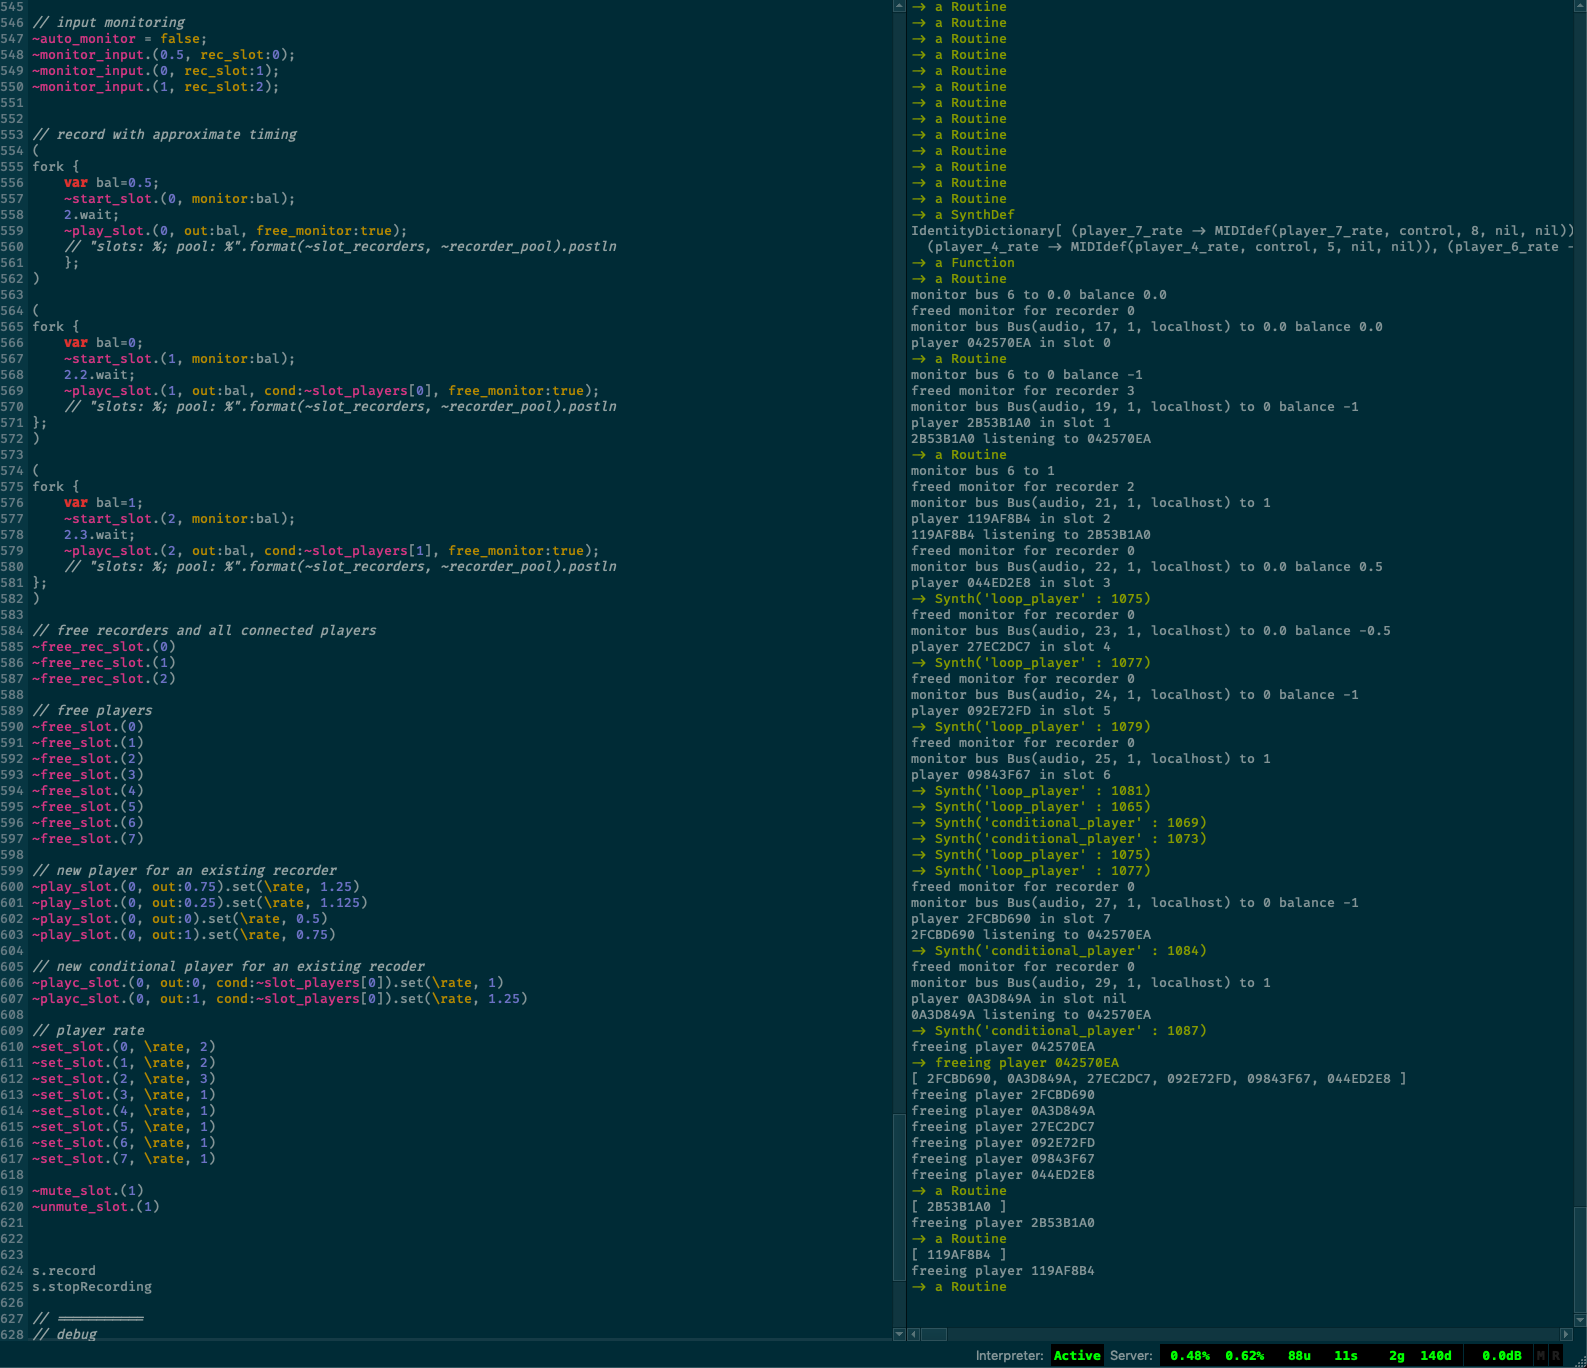 545
546 // input monitoring
547 ~auto_monitor = false;
548 ~monitor_input.(0.5, rec_slot:0);
549 ~monitor_input.(0, rec_slot:1);
550 ~monitor_input.(1, rec_slot:2);
551
552
553 // record with approximate timing
554 (
555 fork {
556     var bal=0.5;
557     ~start_slot.(0, monitor:bal);
558     2.wait;
559     ~play_slot.(0, out:bal, free_monitor:true);
560     // "slots: %; pool: %".format(~slot_recorders, ~recorder_pool).postln
561     };
562 )
563
564 (
565 fork {
566     var bal=0;
567     ~start_slot.(1, monitor:bal);
568     2.2.wait;
569     ~playc_slot.(1, out:bal, cond:~slot_players[0], free_monitor:true);
570     // "slots: %; pool: %".format(~slot_recorders, ~recorder_pool).postln
571 };
572 )
573
574 (
575 fork {
576     var bal=1;
577     ~start_slot.(2, monitor:bal);
578     2.3.wait;
579     ~playc_slot.(2, out:bal, cond:~slot_players[1], free_monitor:true);
580     // "slots: %; pool: %".format(~slot_recorders, ~recorder_pool).postln
581 };
582 )
583
584 // free recorders and all connected players
585 ~free_rec_slot.(0)
586 ~free_rec_slot.(1)
587 ~free_rec_slot.(2)
588
589 // free players
590 ~free_slot.(0)
591 ~free_slot.(1)
592 ~free_slot.(2)
593 ~free_slot.(3)
594 ~free_slot.(4)
595 ~free_slot.(5)
596 ~free_slot.(6)
597 ~free_slot.(7)
598
599 // new player for an existing recorder
600 ~play_slot.(0, out:0.75).set(\rate, 1.25)
601 ~play_slot.(0, out:0.25).set(\rate, 1.125)
602 ~play_slot.(0, out:0).set(\rate, 0.5)
603 ~play_slot.(0, out:1).set(\rate, 0.75)
604
605 // new conditional player for an existing recoder
606 ~playc_slot.(0, out:0, cond:~slot_players[0]).set(\rate, 1)
607 ~playc_slot.(0, out:1, cond:~slot_players[0]).set(\rate, 1.25)
608
609 // player rate
610 ~set_slot.(0, \rate, 2)
611 ~set_slot.(1, \rate, 2)
612 ~set_slot.(2, \rate, 3)
613 ~set_slot.(3, \rate, 1)
614 ~set_slot.(4, \rate, 1)
615 ~set_slot.(5, \rate, 1)
616 ~set_slot.(6, \rate, 1)
617 ~set_slot.(7, \rate, 1)
618
619 ~mute_slot.(1)
620 ~unmute_slot.(1)
621
622
623
624 s.record
625 s.stopRecording
626
627 // ===========
628 // debug
-> a Routine
-> a Routine
-> a Routine
-> a Routine
-> a Routine
-> a Routine
-> a Routine
-> a Routine
-> a Routine
-> a Routine
-> a Routine
-> a Routine
-> a Routine
-> a SynthDef
IdentityDictionary[ (player_7_rate -> MIDIdef(player_7_rate, control, 8, nil, nil))
  (player_4_rate -> MIDIdef(player_4_rate, control, 5, nil, nil)), (player_6_rate -
-> a Function
-> a Routine
monitor bus 6 to 0.0 balance 0.0
freed monitor for recorder 0
monitor bus Bus(audio, 17, 1, localhost) to 0.0 balance 0.0
player 042570EA in slot 0
-> a Routine
monitor bus 6 to 0 balance -1
freed monitor for recorder 3
monitor bus Bus(audio, 19, 1, localhost) to 0 balance -1
player 2B53B1A0 in slot 1
2B53B1A0 listening to 042570EA
-> a Routine
monitor bus 6 to 1
freed monitor for recorder 2
monitor bus Bus(audio, 21, 1, localhost) to 1
player 119AF8B4 in slot 2
119AF8B4 listening to 2B53B1A0
freed monitor for recorder 0
monitor bus Bus(audio, 22, 1, localhost) to 0.0 balance 0.5
player 044ED2E8 in slot 3
-> Synth('loop_player' : 1075)
freed monitor for recorder 0
monitor bus Bus(audio, 23, 1, localhost) to 0.0 balance -0.5
player 27EC2DC7 in slot 4
-> Synth('loop_player' : 1077)
freed monitor for recorder 0
monitor bus Bus(audio, 24, 1, localhost) to 0 balance -1
player 092E72FD in slot 5
-> Synth('loop_player' : 1079)
freed monitor for recorder 0
monitor bus Bus(audio, 25, 1, localhost) to 1
player 09843F67 in slot 6
-> Synth('loop_player' : 1081)
-> Synth('loop_player' : 1065)
-> Synth('conditional_player' : 1069)
-> Synth('conditional_player' : 1073)
-> Synth('loop_player' : 1075)
-> Synth('loop_player' : 1077)
freed monitor for recorder 0
monitor bus Bus(audio, 27, 1, localhost) to 0 balance -1
player 2FCBD690 in slot 7
2FCBD690 listening to 042570EA
-> Synth('conditional_player' : 1084)
freed monitor for recorder 0
monitor bus Bus(audio, 29, 1, localhost) to 1
player 0A3D849A in slot nil
0A3D849A listening to 042570EA
-> Synth('conditional_player' : 1087)
freeing player 042570EA
-> freeing player 042570EA
[ 2FCBD690, 0A3D849A, 27EC2DC7, 092E72FD, 09843F67, 044ED2E8 ]
freeing player 2FCBD690
freeing player 0A3D849A
freeing player 27EC2DC7
freeing player 092E72FD
freeing player 09843F67
freeing player 044ED2E8
-> a Routine
[ 2B53B1A0 ]
freeing player 2B53B1A0
-> a Routine
[ 119AF8B4 ]
freeing player 119AF8B4
-> a Routine
Interpreter: Active Server: 0.48% 0.62% 88u 11s 2g 140d 0.0dB M R